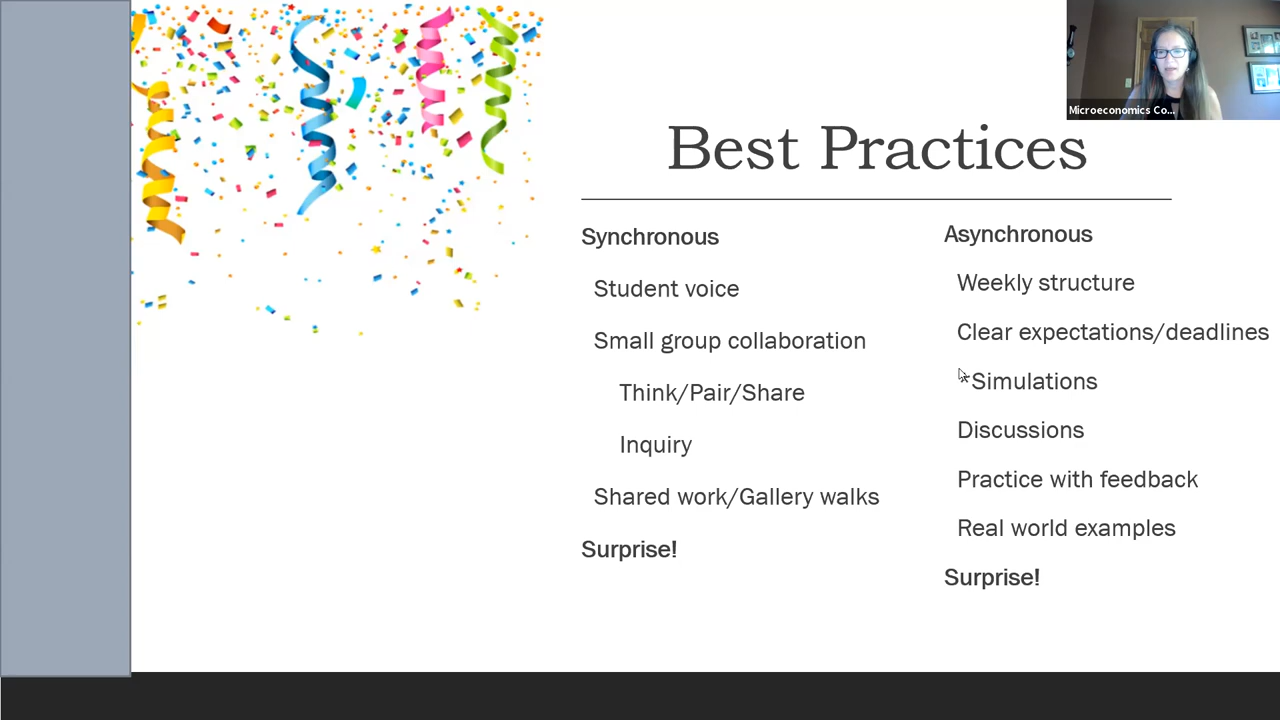 Microeconomics Co...
Best Practices
Synchronous
Student voice
Small group collaboration
Think/Pair/Share
Inquiry
Shared work/Gallery walks
Surprise!
Asynchronous
Weekly structure
Clear expectations/deadlines
Simulations
Discussions
Practice with feedback
Real world examples
Surprise!